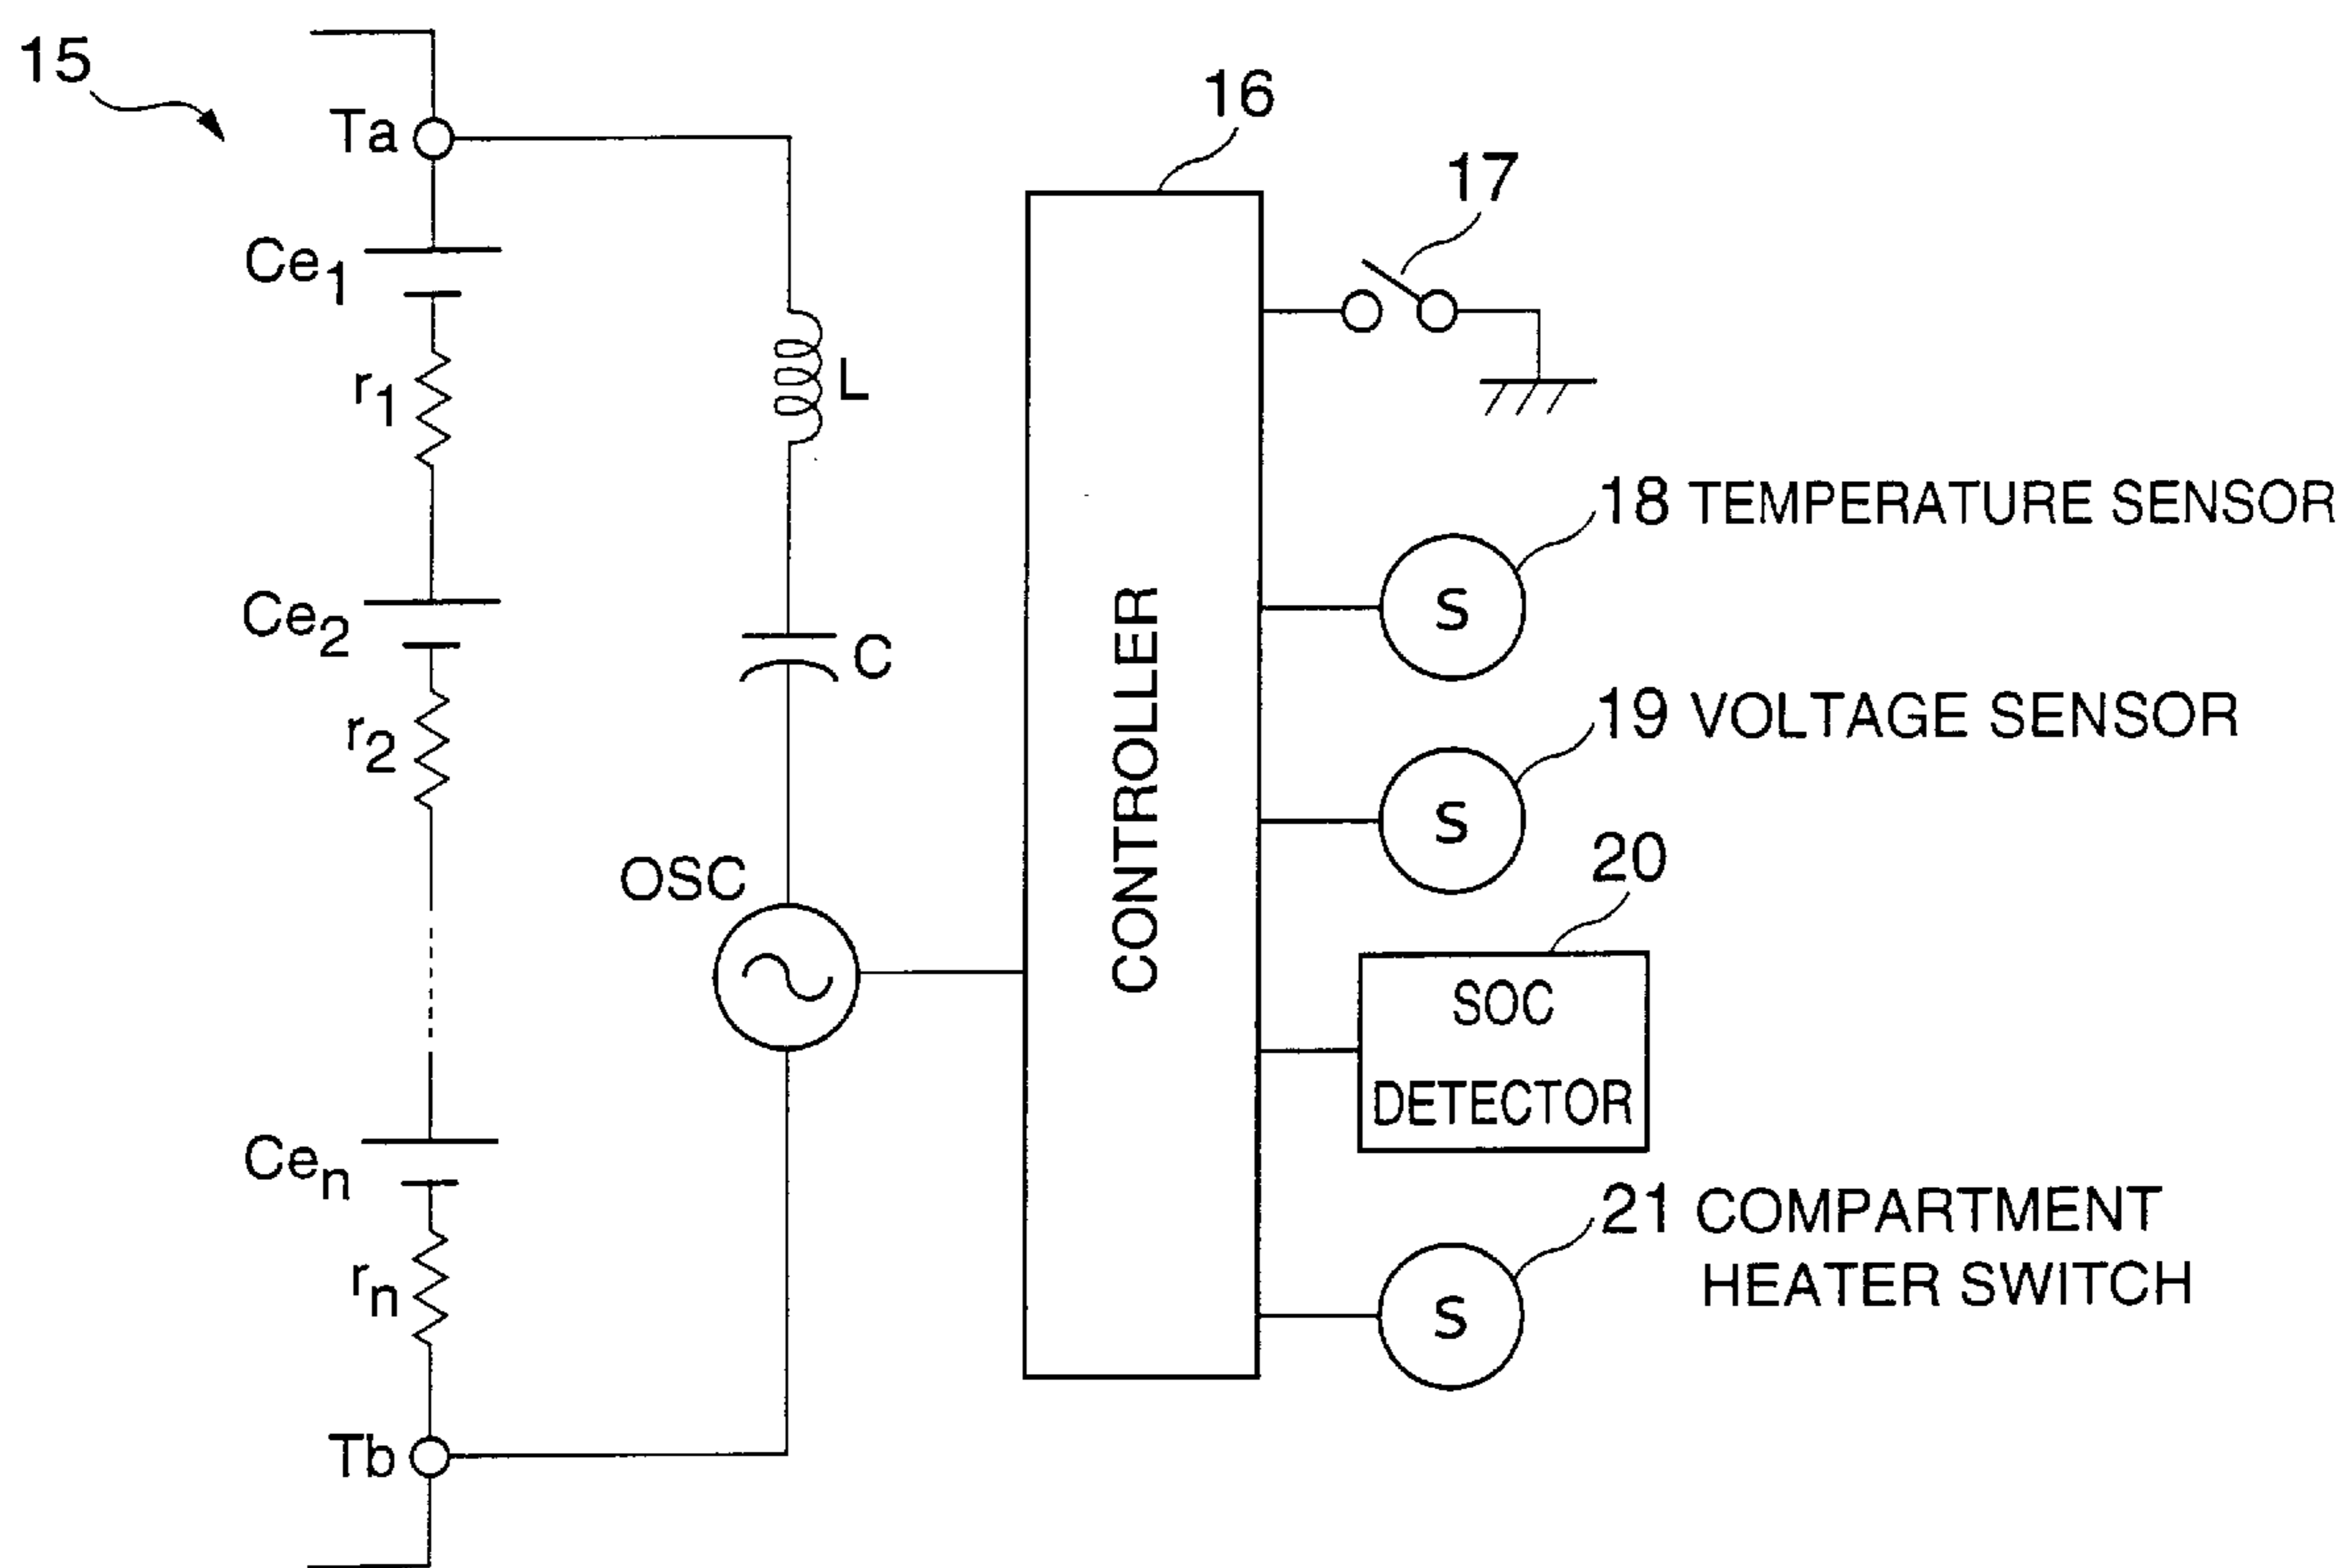 15
Ta
Ce1
r1
Ce2
r2
Cen
rn
Tb
L
C
OSC
16
CONTROLLER
17
18 TEMPERATURE SENSOR
S
19 VOLTAGE SENSOR
S
20
SOC
DETECTOR
21 COMPARTMENT
HEATER SWITCH
S